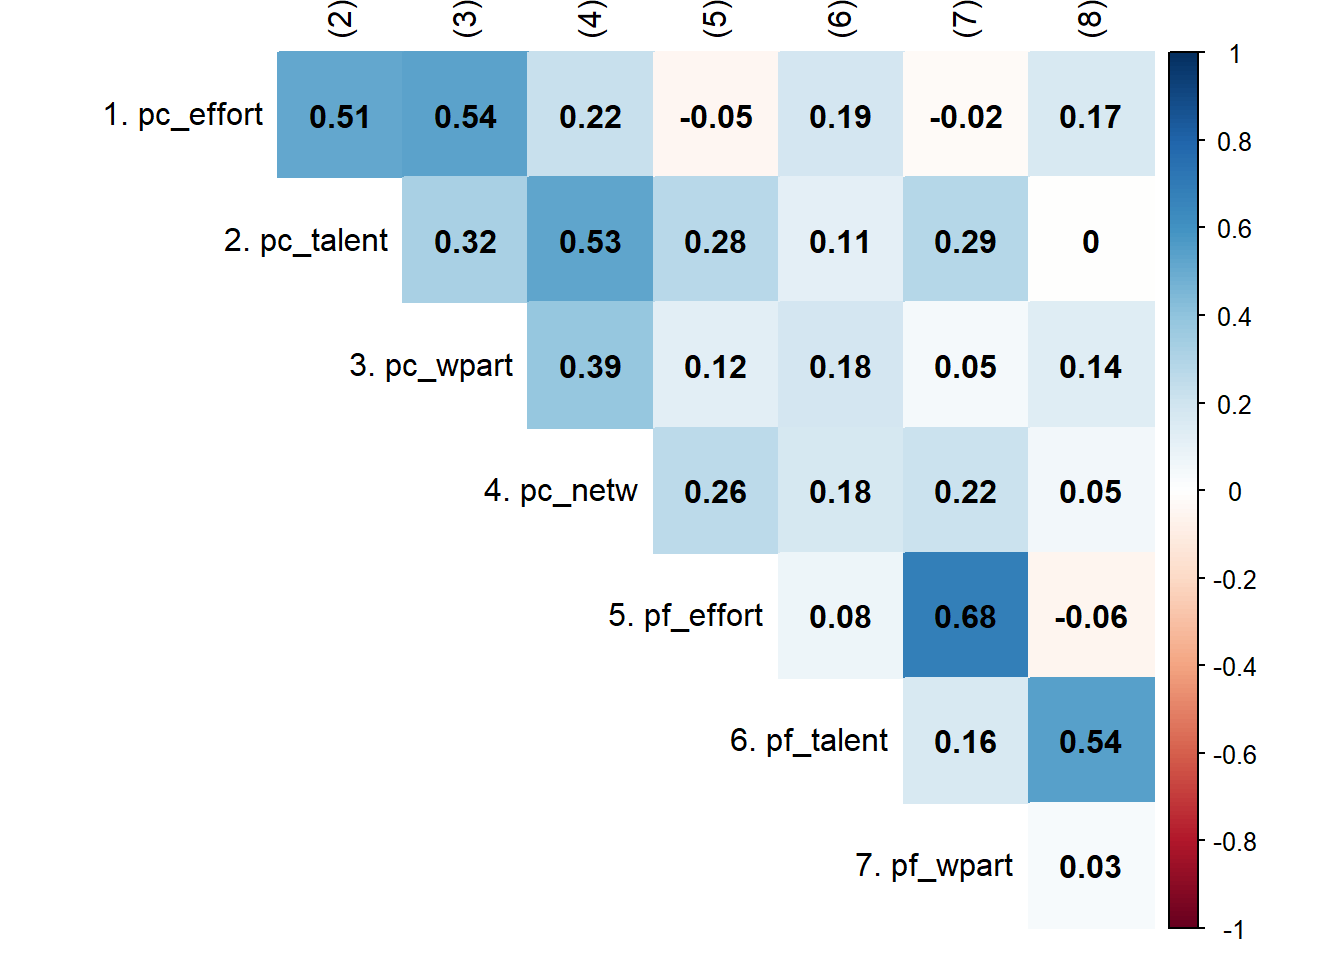 (2) (3) (4) (5) (6) (7) (8)
1
1. pc_effort 0.51 0.54 0.22 -0.05 0.19 -0.02 0.17
0.8
2. pc_talent 0.32 0.53 0.28 0.11 0.29 0
0.6
0.4
3. pc_wpart 0.39 0.12 0.18 0.05 0.14
0.2
4. pc_netw 0.26 0.18 0.22 0.05
0
-0.2
5. pf_effort 0.08 0.68 -0.06
-0.4
6. pf_talent 0.16 0.54
-0.6
-0.8
7. pf_wpart 0.03
-1